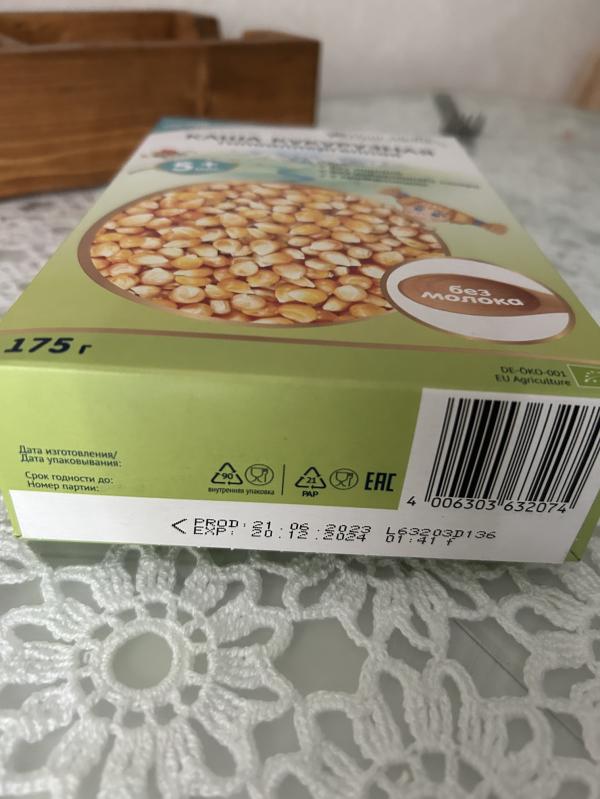 КАША КУКУРУЗНАЯ
5+
без
молока
175 г
DE-ÖKO-001
EU Agriculture
Дата изготовления/
Дата упаковывания:
Срок годности до:
Номер партии:
90
внутренняя упаковка
21
PAP
EAC
4 006303 632074
PROD: 21.06.2023 L63203D136
EXP: 20.12.2024 01:41 f